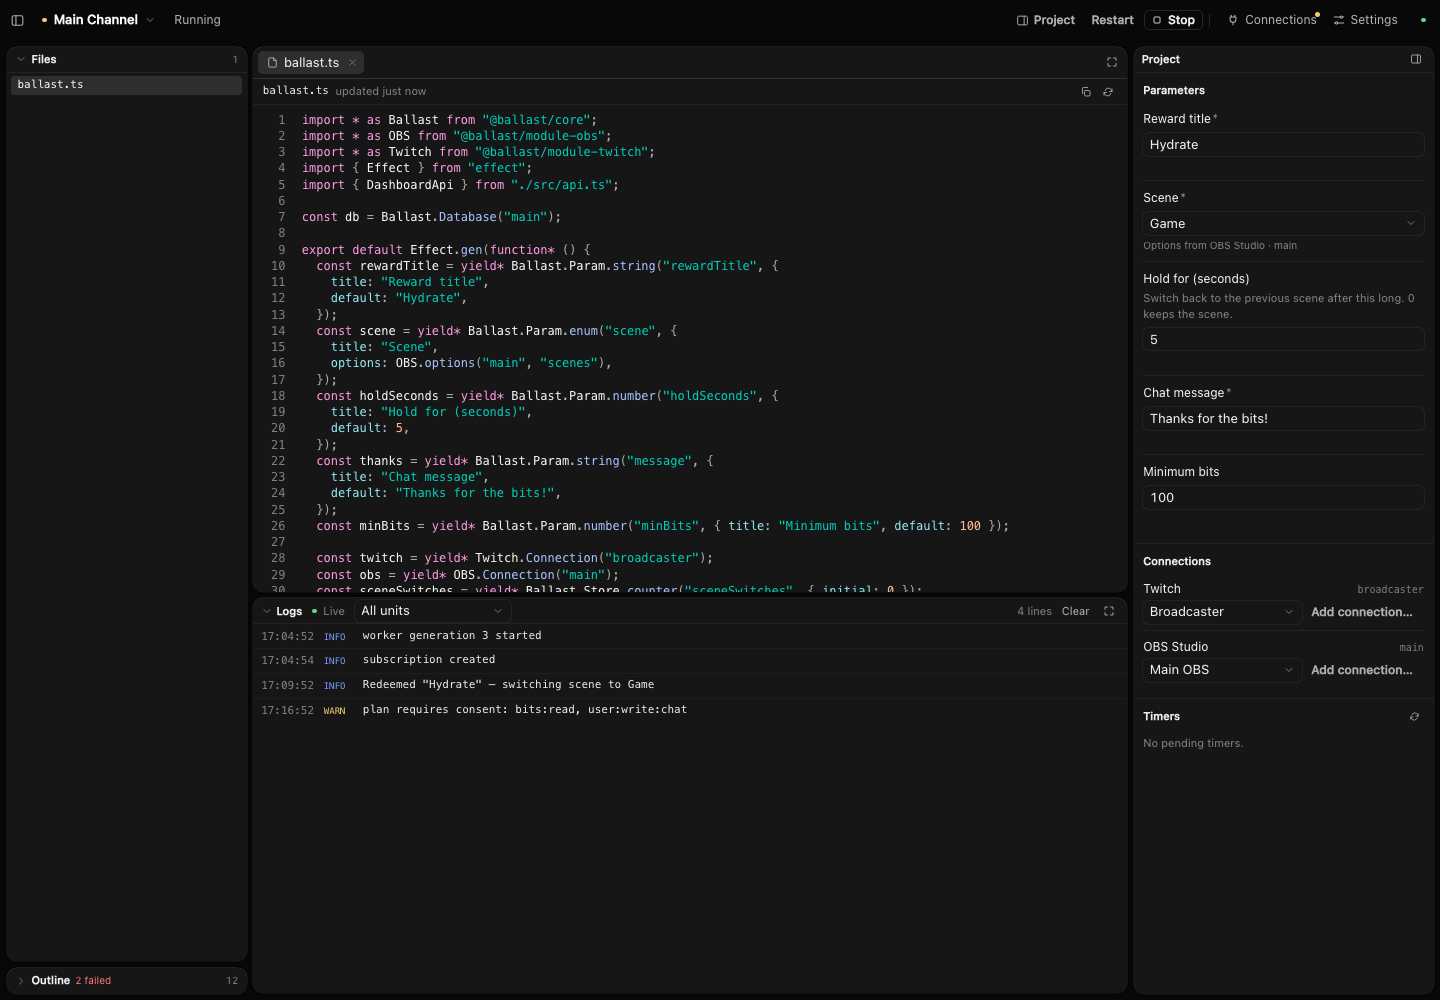 Main Channel
Running
Project
Restart
Stop
Connections
Settings
Files
1
ballast.ts
Outline
2 failed
12
ballast.ts
ballast.ts updated just now
1 import * as Ballast from "@ballast/core";
2 import * as OBS from "@ballast/module-obs";
3 import * as Twitch from "@ballast/module-twitch";
4 import { Effect } from "effect";
5 import { DashboardApi } from "./src/api.ts";
6
7 const db = Ballast.Database("main");
8
9 export default Effect.gen(function* () {
10 const rewardTitle = yield* Ballast.Param.string("rewardTitle", {
11 title: "Reward title",
12 default: "Hydrate",
13 });
14 const scene = yield* Ballast.Param.enum("scene", {
15 title: "Scene",
16 options: OBS.options("main", "scenes"),
17 });
18 const holdSeconds = yield* Ballast.Param.number("holdSeconds", {
19 title: "Hold for (seconds)",
20 default: 5,
21 });
22 const thanks = yield* Ballast.Param.string("message", {
23 title: "Chat message",
24 default: "Thanks for the bits!",
25 });
26 const minBits = yield* Ballast.Param.number("minBits", { title: "Minimum bits", default: 100 });
27
28 const twitch = yield* Twitch.Connection("broadcaster");
29 const obs = yield* OBS.Connection("main");
30 const sceneSwitches = yield* Ballast.Store.counter("sceneSwitches", { initial: 0 });
Logs
Live
All units
4 lines
Clear
17:04:52 INFO worker generation 3 started
17:04:54 INFO subscription created
17:09:52 INFO Redeemed "Hydrate" — switching scene to Game
17:16:52 WARN plan requires consent: bits:read, user:write:chat
Project
Parameters
Reward title*
Hydrate
Scene*
Game
Options from OBS Studio · main
Hold for (seconds)
Switch back to the previous scene after this long. 0
keeps the scene.
5
Chat message*
Thanks for the bits!
Minimum bits
100
Connections
Twitch
broadcaster
Broadcaster
Add connection...
OBS Studio
main
Main OBS
Add connection...
Timers
No pending timers.